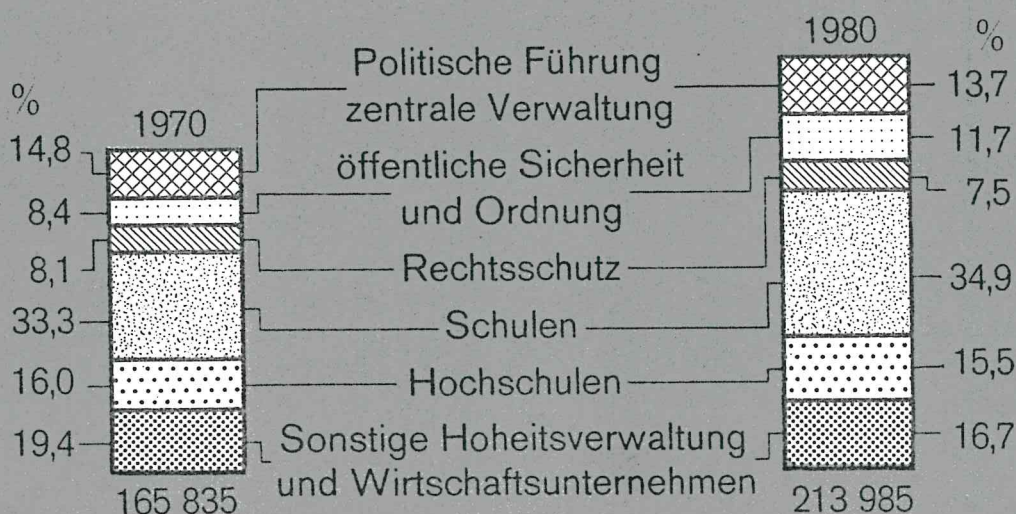 1980
%
Politische Führung
zentrale Verwaltung
13,7
%
1970
14,8
öffentliche Sicherheit
und Ordnung
11,7
8,4
7,5
8,1
Rechtsschutz
34,9
33,3
Schulen
16,0
Hochschulen
15,5
19,4
Sonstige Hoheitsverwaltung
und Wirtschaftsunternehmen
16,7
165 835
213 985